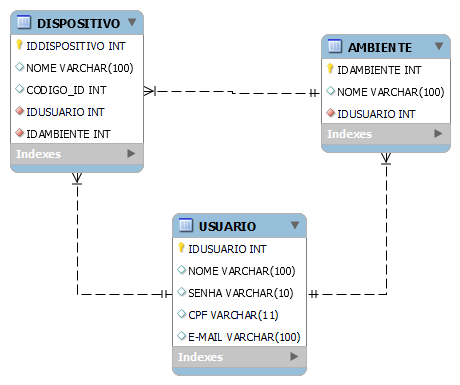 DISPOSITIVO
IDDISPOSITIVO INT
NOME VARCHAR(100)
CODIGO_ID INT
IDUSUARIO INT
IDAMBIENTE INT
Indexes
AMBIENTE
IDAMBIENTE INT
NOME VARCHAR(100)
IDUSUARIO INT
Indexes
USUARIO
IDUSUARIO INT
NOME VARCHAR(100)
SENHA VARCHAR(10)
CPF VARCHAR(11)
E-MAIL VARCHAR(100)
Indexes